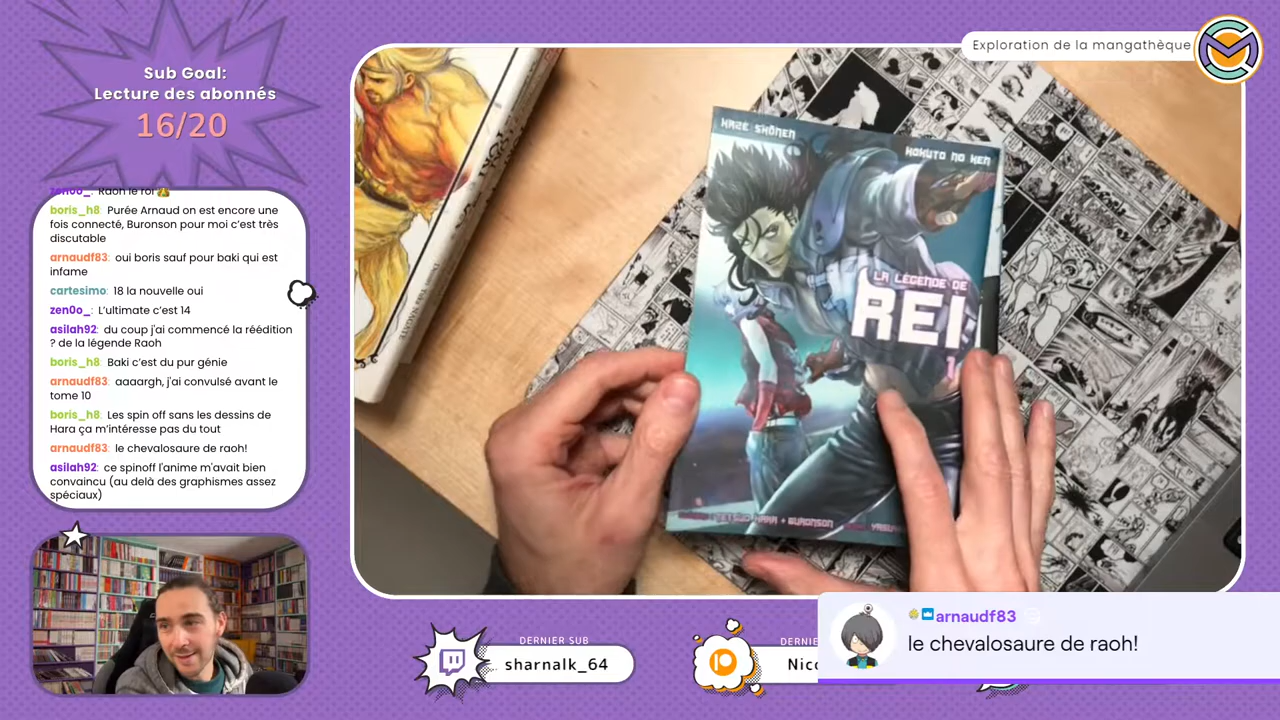 Sub Goal:
Lecture des abonnés
16/20
Exploration de la mangathèque
zen0o_: Raoh le roi
boris_h8: Purée Arnaud on est encore une
fois connecté, Buronson pour moi c'est très
discutable
arnaudf83: oui boris sauf pour baki qui est
infame
cartesimo: 18 la nouvelle oui
zen0o_: L'ultimate c'est 14
asilah92: du coup j'ai commencé la réédition
? de la légende Raoh
boris_h8: Baki c'est du pur génie
arnaudf83: aaaargh, j'ai convulsé avant le
tome 10
boris_h8: Les spin off sans les dessins de
Hara ça m'intéresse pas du tout
arnaudf83: le chevalosaure de raoh!
asilah92: ce spinoff l'anime m'avait bien
convaincu (au delà des graphismes assez
spéciaux)
KAZÉ SHÔNEN
HOKUTO NO KEN
LA LÉGENDE DE
REI
1
HARA + BURONSON
DERNIER SUB
sharnalk_64
DERNIE
Nico
arnaudf83
le chevalosaure de raoh!